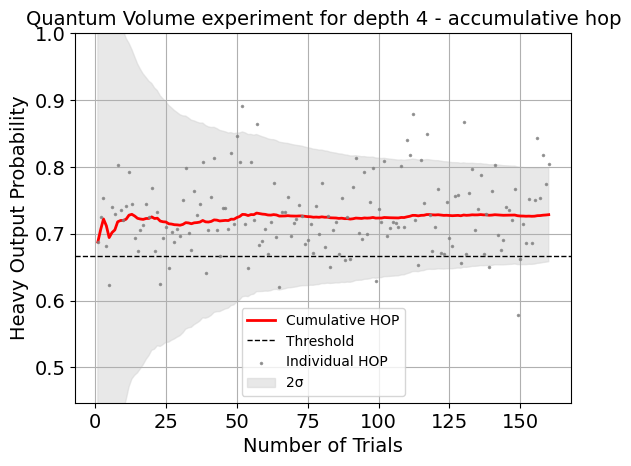 Quantum Volume experiment for depth 4 - accumulative hop
1.0
0.9
0.8
0.7
0.6
0.5
Heavy Output Probability
Cumulative HOP
Threshold
Individual HOP
2σ
0 25 50 75 100 125 150
Number of Trials